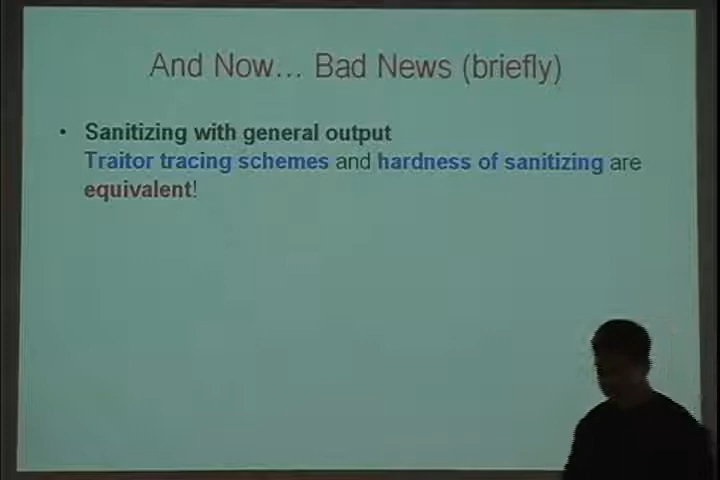 And Now... Bad News (briefly)
• Sanitizing with general output
Traitor tracing schemes and hardness of sanitizing are
equivalent!